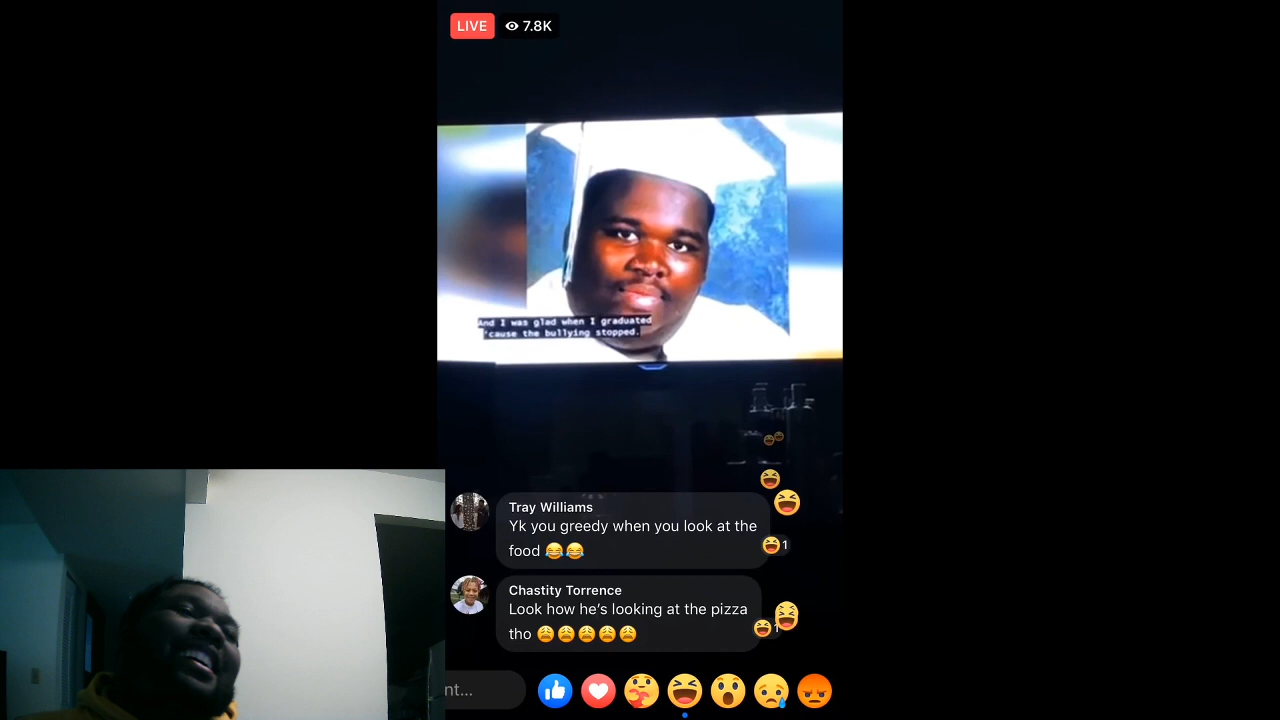 LIVE 7.8K
And I was glad when I graduated
'cause the bullying stopped.
Tray Williams
Yk you greedy when you look at the
food 😂😂
1
Chastity Torrence
Look how he's looking at the pizza
tho 😩😩😩😩😩
1
nt...